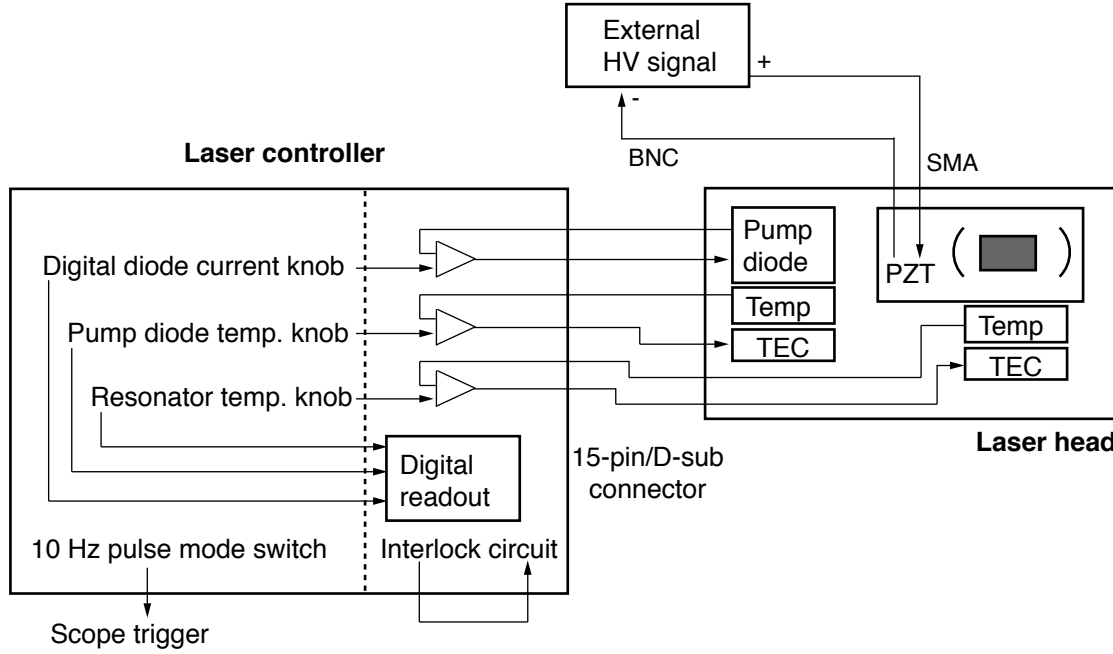 External
HV signal
+
-
BNC
SMA
Laser controller
Pump
diode
PZT
Digital diode current knob
Temp
Temp
Pump diode temp. knob
TEC
TEC
Resonator temp. knob
Laser head
15-pin/D-sub
connector
Digital
readout
10 Hz pulse mode switch
Interlock circuit
Scope trigger